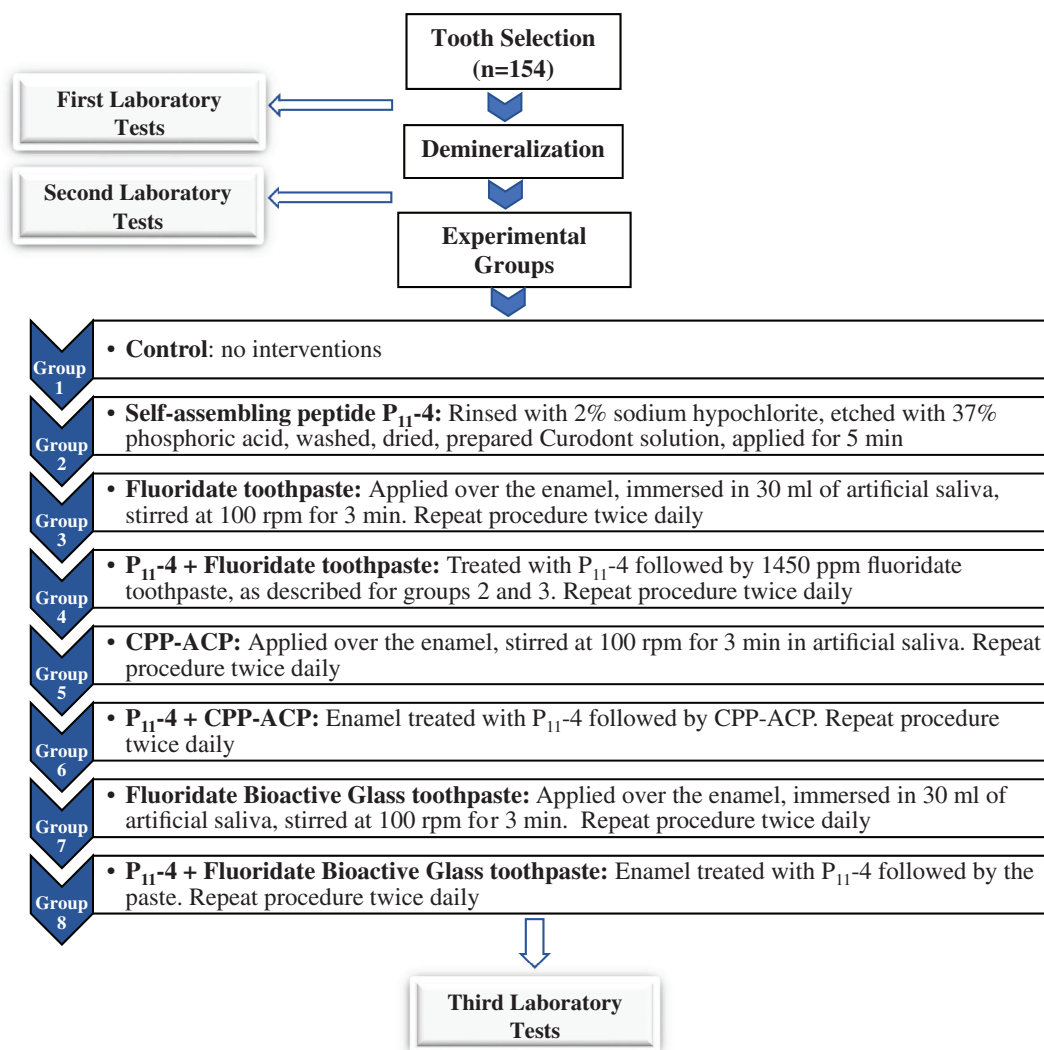 Tooth Selection
(n=154)
First Laboratory
Tests
Demineralization
Second Laboratory
Tests
Experimental
Groups
Group
1
• Control: no interventions
Group
2
• Self-assembling peptide P₁₁-4: Rinsed with 2% sodium hypochlorite, etched with 37%
phosphoric acid, washed, dried, prepared Curodont solution, applied for 5 min
Group
3
• Fluoridate toothpaste: Applied over the enamel, immersed in 30 ml of artificial saliva,
stirred at 100 rpm for 3 min. Repeat procedure twice daily
Group
4
• P₁₁-4 + Fluoridate toothpaste: Treated with P₁₁-4 followed by 1450 ppm fluoridate
toothpaste, as described for groups 2 and 3. Repeat procedure twice daily
Group
5
• CPP-ACP: Applied over the enamel, stirred at 100 rpm for 3 min in artificial saliva. Repeat
procedure twice daily
Group
6
• P₁₁-4 + CPP-ACP: Enamel treated with P₁₁-4 followed by CPP-ACP. Repeat procedure
twice daily
Group
7
• Fluoridate Bioactive Glass toothpaste: Applied over the enamel, immersed in 30 ml of
artificial saliva, stirred at 100 rpm for 3 min. Repeat procedure twice daily
Group
8
• P₁₁-4 + Fluoridate Bioactive Glass toothpaste: Enamel treated with P₁₁-4 followed by the
paste. Repeat procedure twice daily
Third Laboratory
Tests